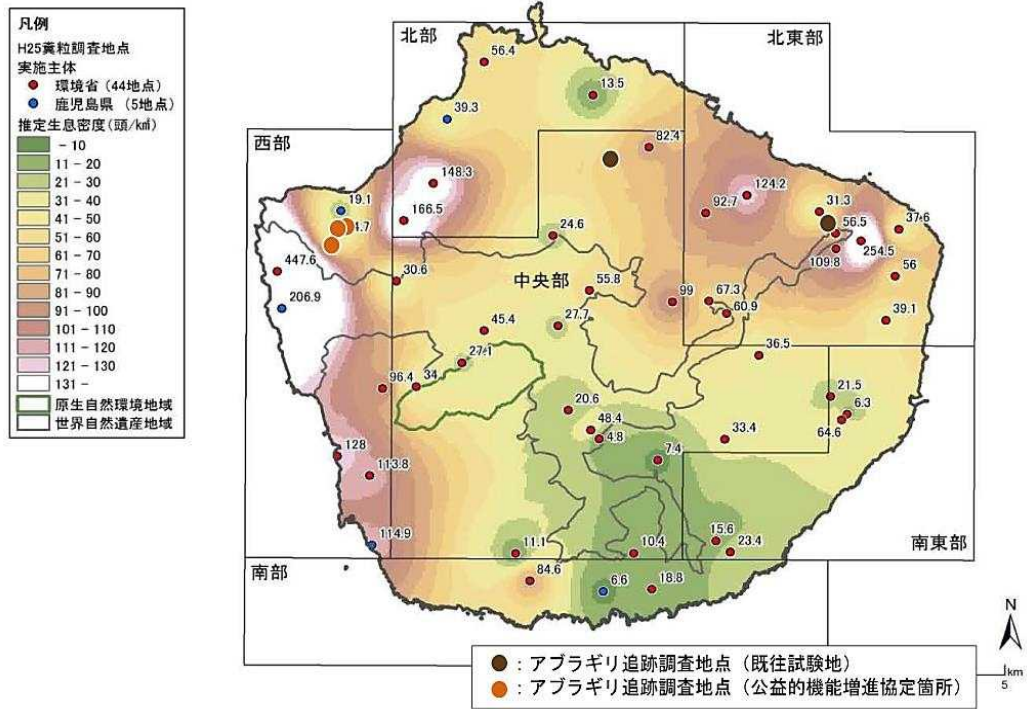 凡例
H25糞粒調査地点
実施主体
環境省（44地点）
鹿児島県 （5地点）
推定生息密度(頭/k㎡)
- 10
11 - 20
21 - 30
31 - 40
41 - 50
51 - 60
61 - 70
71 - 80
81 - 90
91 - 100
101 - 110
111 - 120
121 - 130
131 -
原生自然環境地域
世界自然遺産地域
北部
北東部
56.4
13.5
39.3
82.4
西部
148.3
124.2
19.1
166.5
92.7
31.3
4.7
24.6
56.5
37.6
254.5
109.8
447.6
30.6
中央部
55.8
56
206.9
99
67.3
60.9
45.4
27.7
39.1
27.1
36.5
96.4
34
21.5
20.6
6.3
48.4
64.6
4.8
33.4
128
7.4
113.8
114.9
15.6
11.1
10.4
23.4
南東部
南部
84.6
6.6
18.8
N
：アブラギリ追跡調査地点（既往試験地）
：アブラギリ追跡調査地点（公益的機能増進協定箇所）
km
5